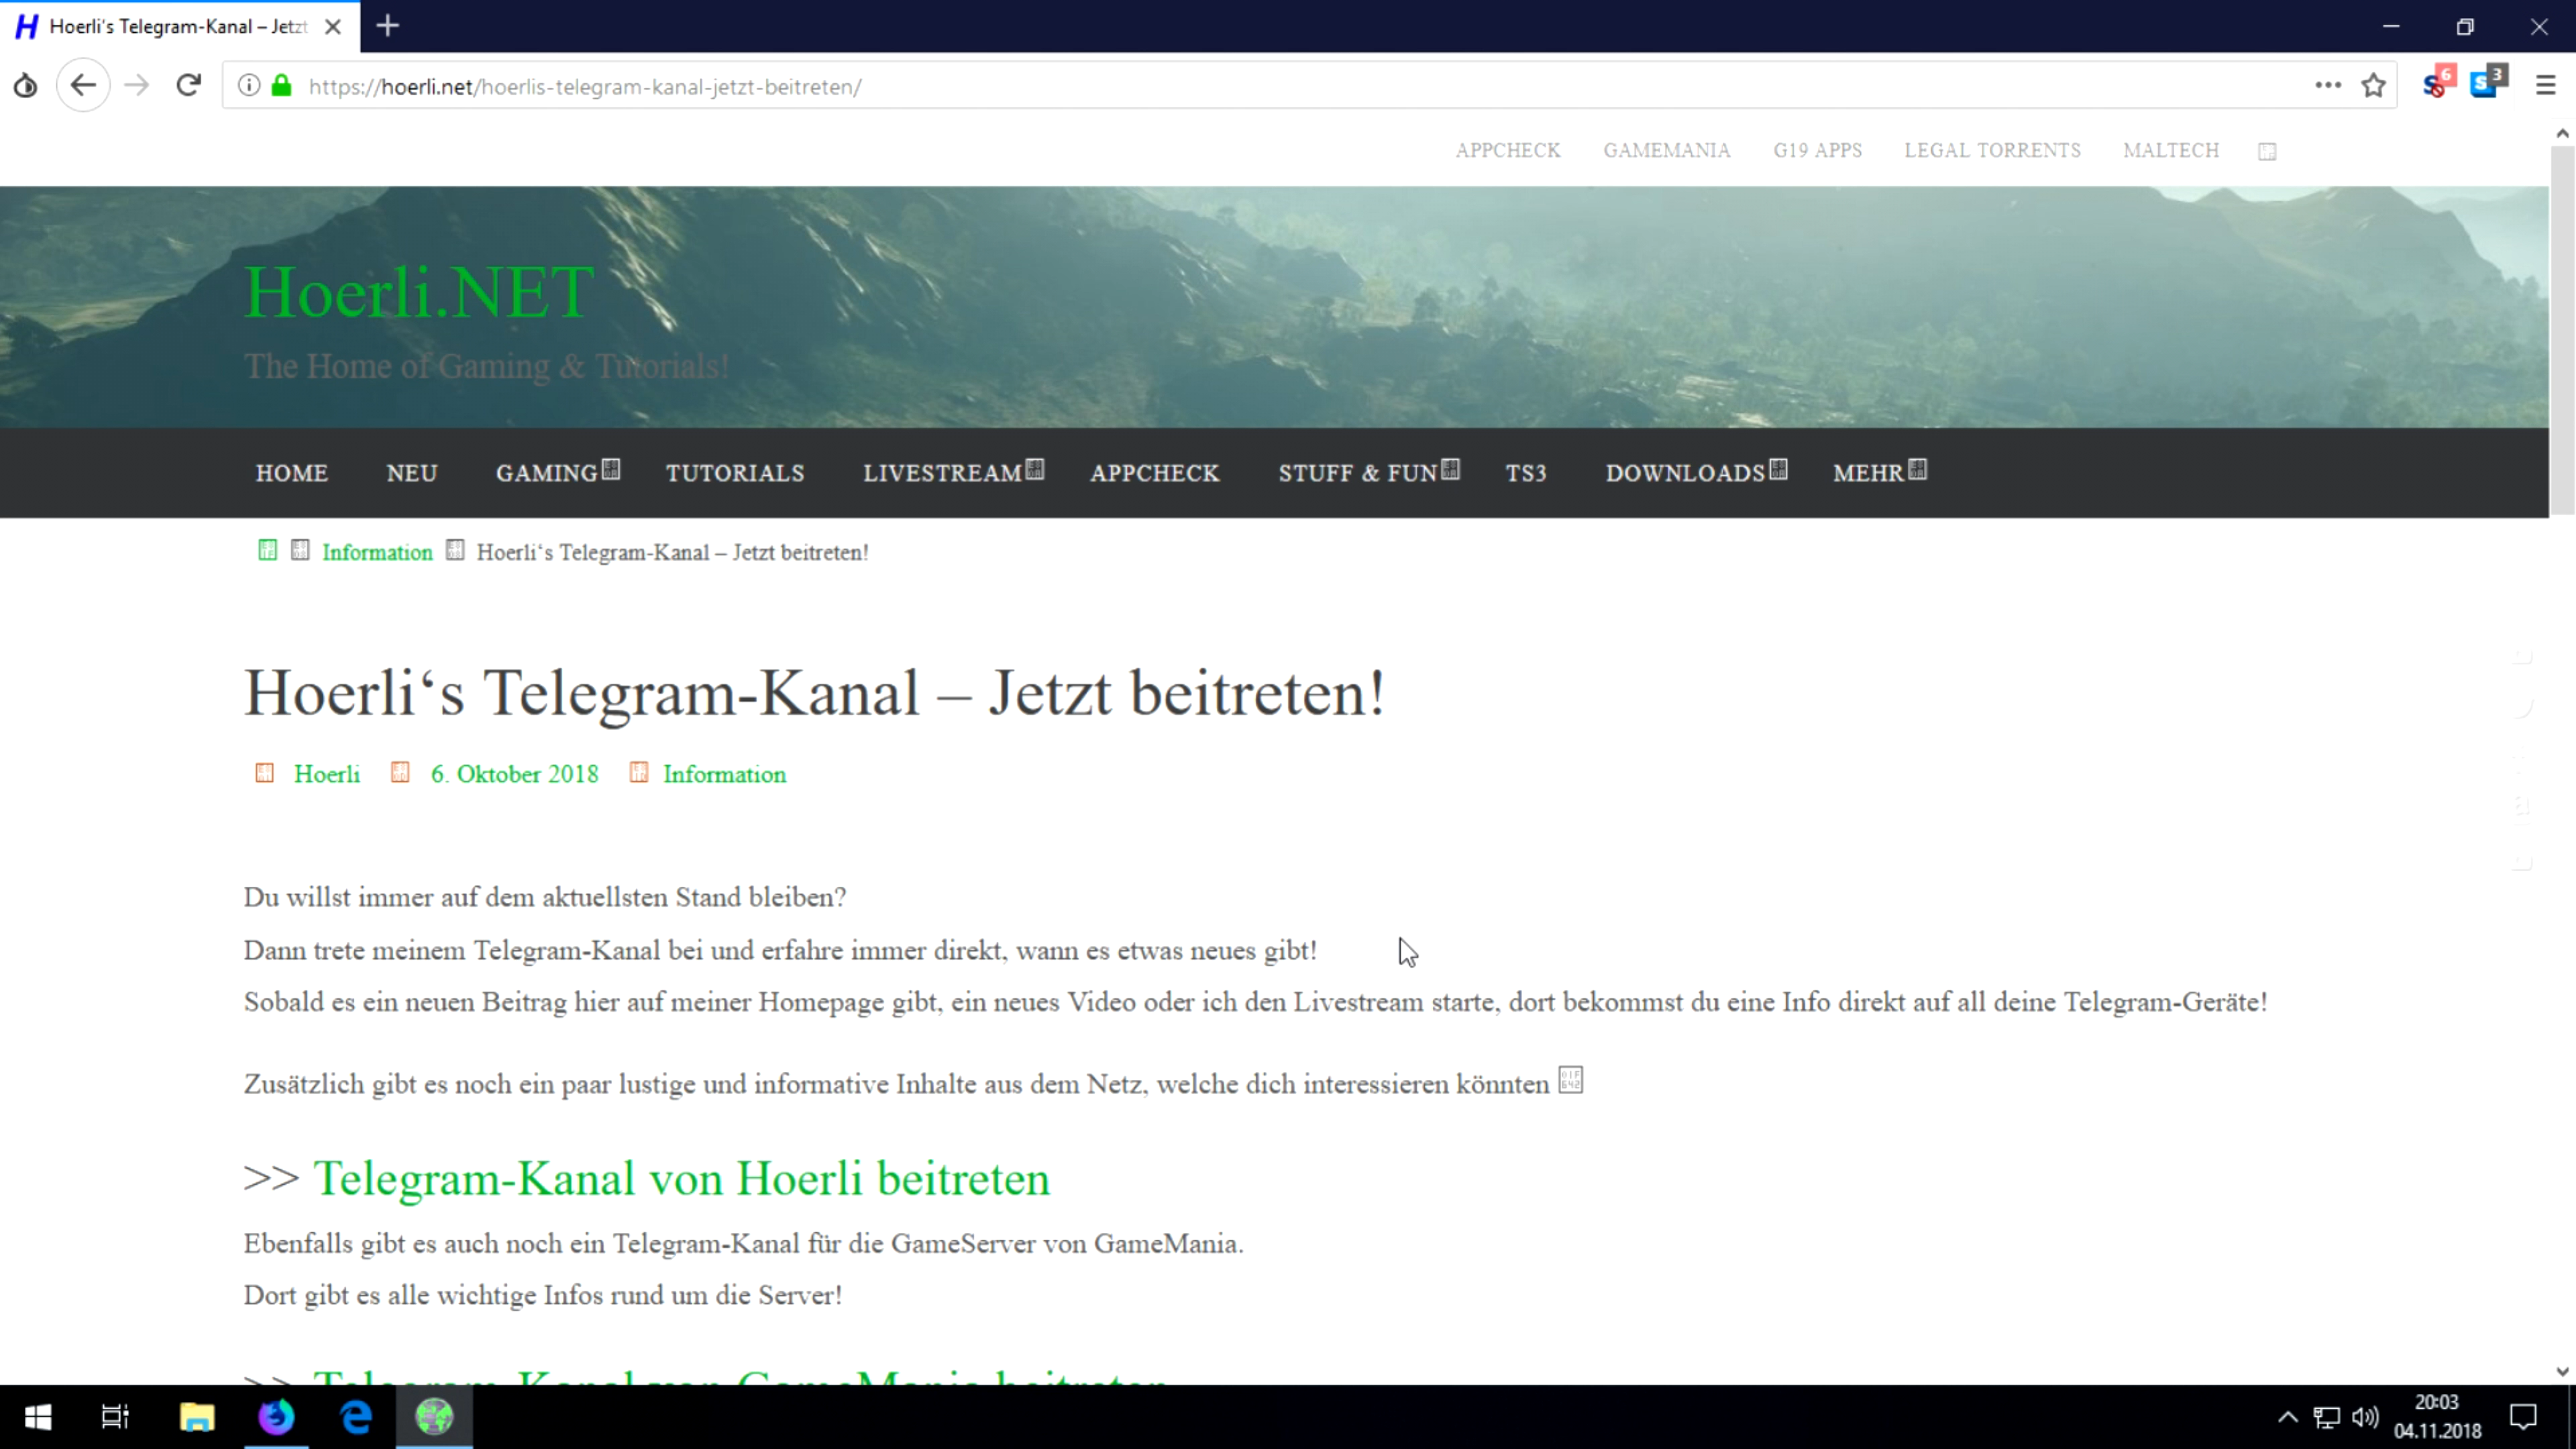 Hoerli‘s Telegram-Kanal – Jetzt
https://hoerli.net/hoerlis-telegram-kanal-jetzt-beitreten/
6
3
APPCHECK GAMEMANIA G19 APPS LEGAL TORRENTS MALTECH
Hoerli.NET
The Home of Gaming & Tutorials!
HOME NEU GAMING TUTORIALS LIVESTREAM APPCHECK STUFF & FUN TS3 DOWNLOADS MEHR
Information Hoerli‘s Telegram-Kanal – Jetzt beitreten!
Hoerli‘s Telegram-Kanal – Jetzt beitreten!
Hoerli 6. Oktober 2018 Information
Du willst immer auf dem aktuellsten Stand bleiben?
Dann trete meinem Telegram-Kanal bei und erfahre immer direkt, wann es etwas neues gibt!
Sobald es ein neuen Beitrag hier auf meiner Homepage gibt, ein neues Video oder ich den Livestream starte, dort bekommst du eine Info direkt auf all deine Telegram-Geräte!
Zusätzlich gibt es noch ein paar lustige und informative Inhalte aus dem Netz, welche dich interessieren könnten
>> Telegram-Kanal von Hoerli beitreten
Ebenfalls gibt es auch noch ein Telegram-Kanal für die GameServer von GameMania.
Dort gibt es alle wichtige Infos rund um die Server!
>> Telegram-Kanal von GameMania beitreten
20:03
04.11.2018